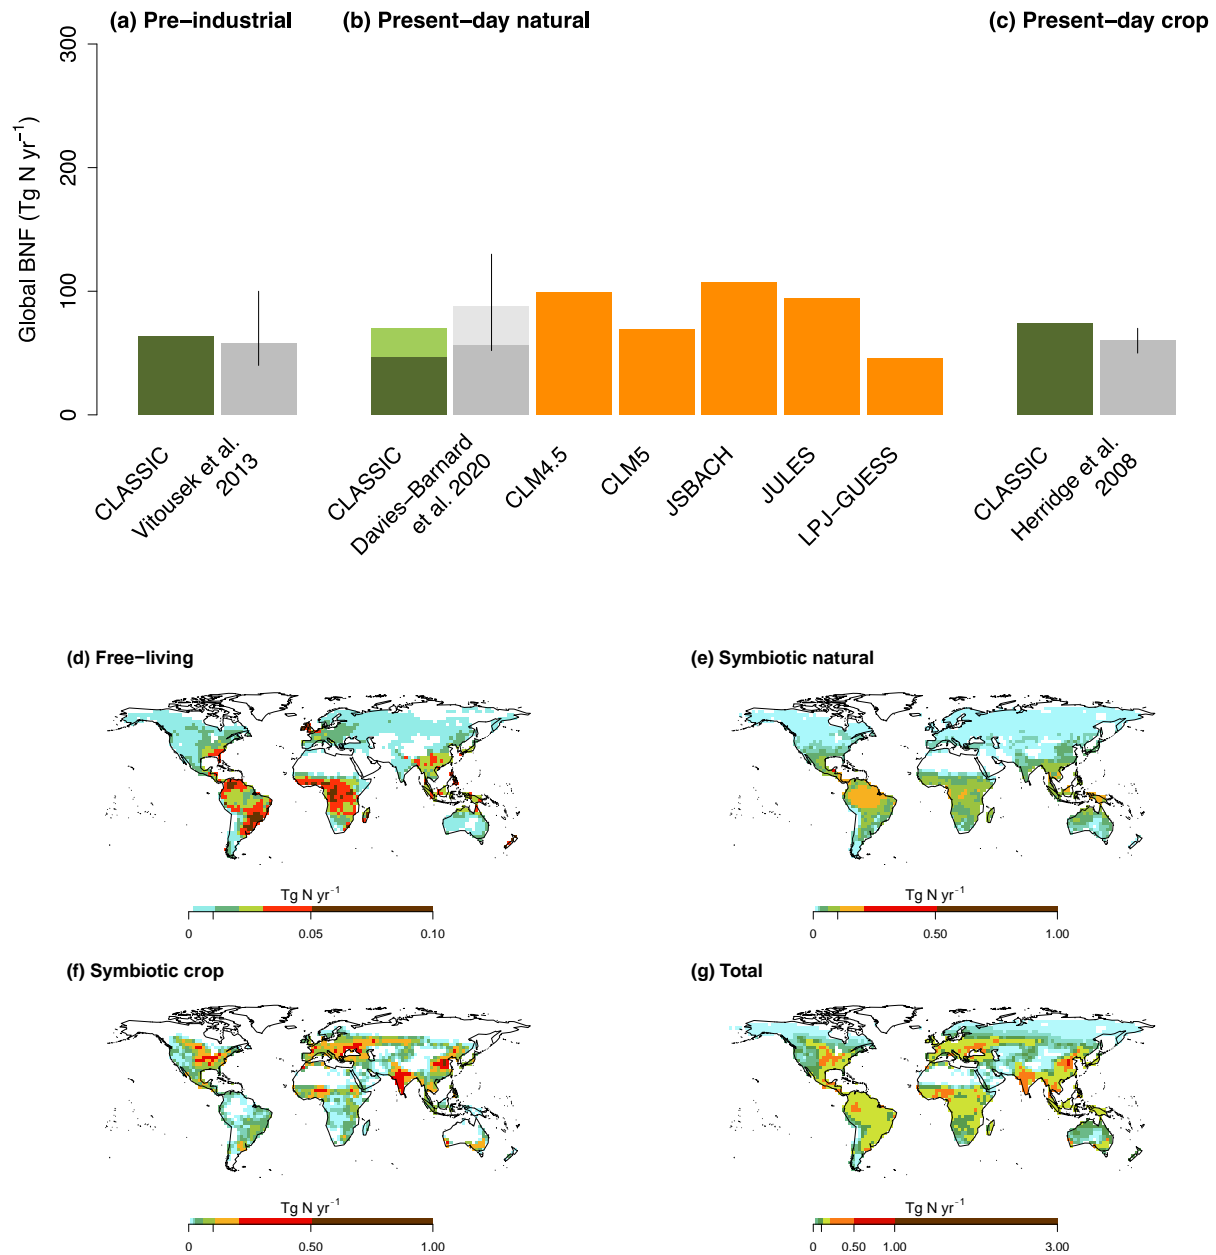 (a) Pre−industrial
(b) Present−day natural
(c) Present−day crop
Global BNF (Tg N yr−1)
300
200
100
0
CLASSIC
Vitousek et al.
2013
CLASSIC
Davies−Barnard
et al. 2020
CLM4.5
CLM5
JSBACH
JULES
LPJ−GUESS
CLASSIC
Herridge et al.
2008
(d) Free−living
Tg N yr−1
0 0.05 0.10
(e) Symbiotic natural
Tg N yr−1
0 0.50 1.00
(f) Symbiotic crop
Tg N yr−1
0 0.50 1.00
(g) Total
Tg N yr−1
0 0.50 1.00 3.00